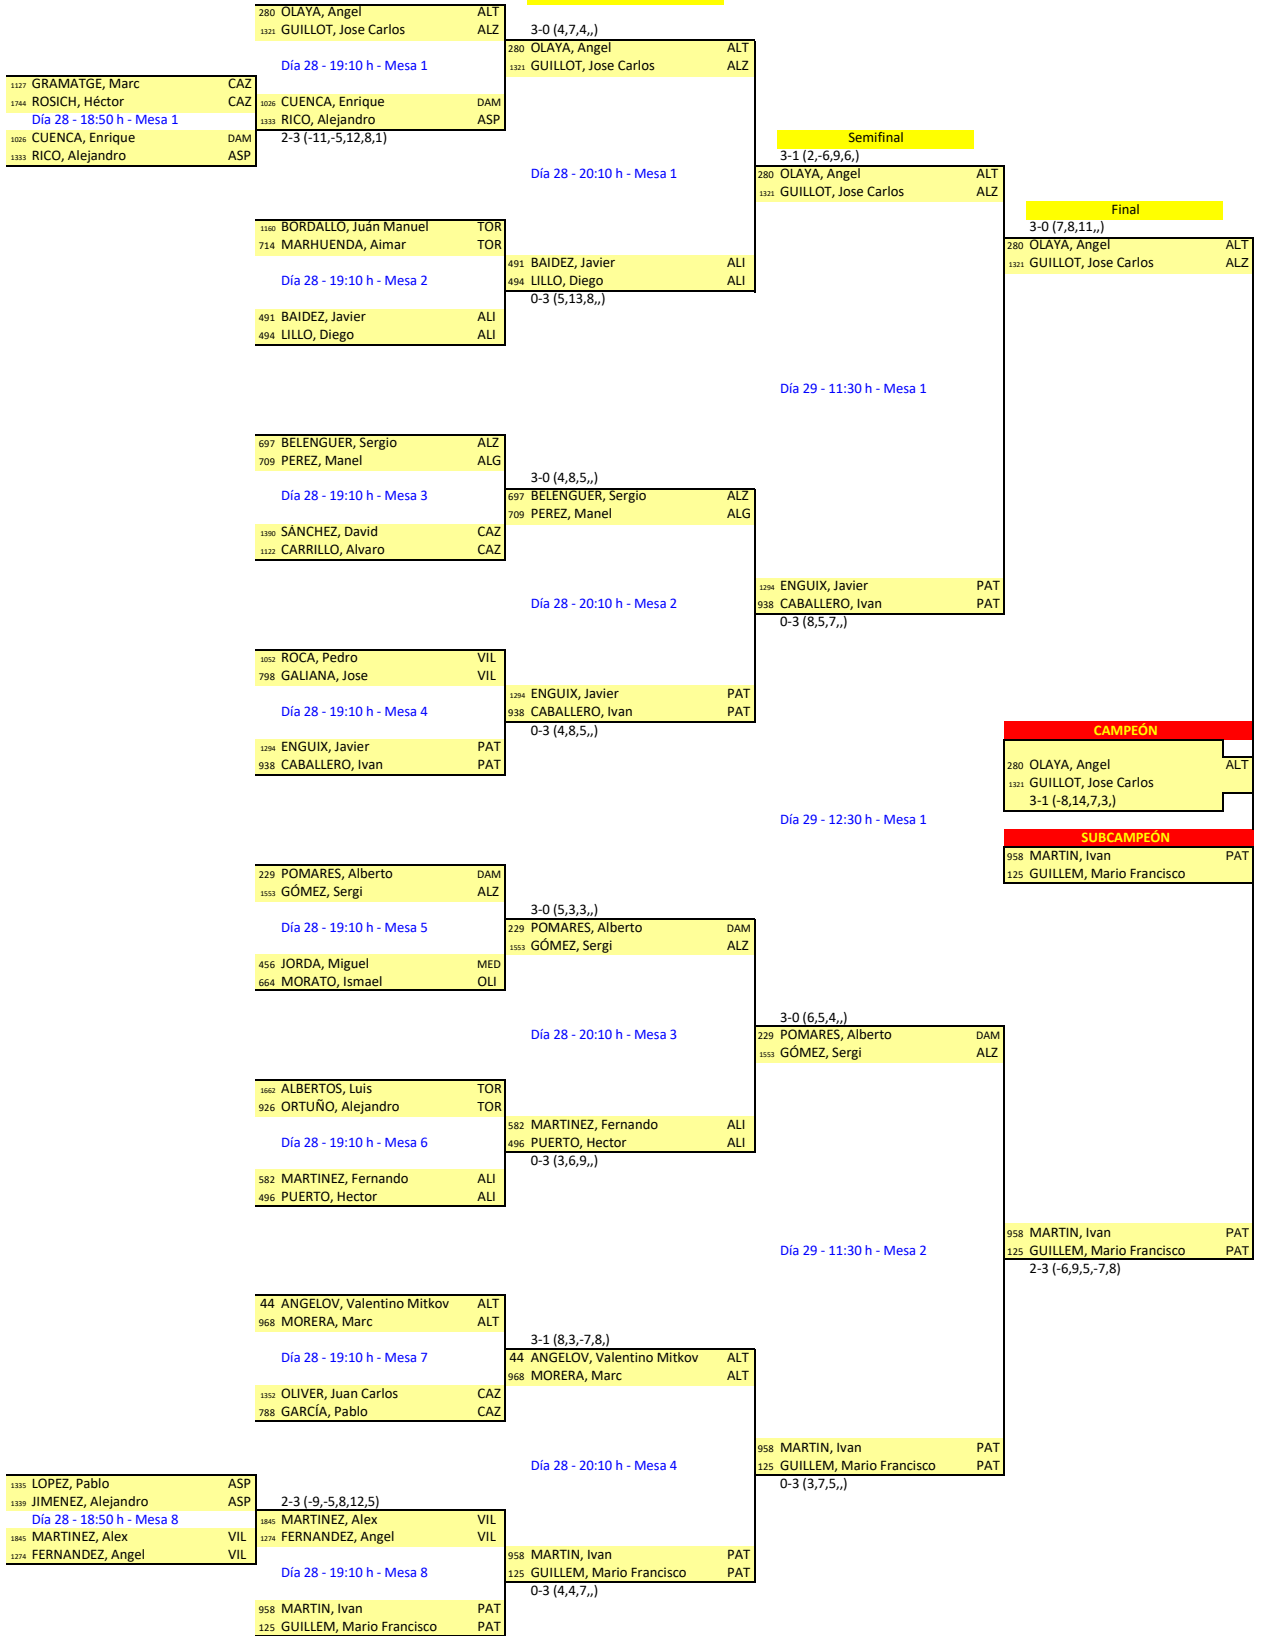 280 OLAYA, Angel ALT
1321 GUILLOT, Jose Carlos ALZ
3-0 (4,7,4,,)
280 OLAYA, Angel ALT
1321 GUILLOT, Jose Carlos ALZ
Día 28 - 19:10 h - Mesa 1
1127 GRAMATGE, Marc CAZ
1744 ROSICH, Héctor CAZ
Día 28 - 18:50 h - Mesa 1
1026 CUENCA, Enrique DAM
1333 RICO, Alejandro ASP
1026 CUENCA, Enrique DAM
1333 RICO, Alejandro ASP
2-3 (-11,-5,12,8,1)
Semifinal
3-1 (2,-6,9,6,)
Día 28 - 20:10 h - Mesa 1
280 OLAYA, Angel ALT
1321 GUILLOT, Jose Carlos ALZ
Final
3-0 (7,8,11,,)
280 OLAYA, Angel ALT
1321 GUILLOT, Jose Carlos ALZ
1160 BORDALLO, Juán Manuel TOR
714 MARHUENDA, Aimar TOR
Día 28 - 19:10 h - Mesa 2
491 BAIDEZ, Javier ALI
494 LILLO, Diego ALI
0-3 (5,13,8,,)
491 BAIDEZ, Javier ALI
494 LILLO, Diego ALI
Día 29 - 11:30 h - Mesa 1
697 BELENGUER, Sergio ALZ
709 PEREZ, Manel ALG
3-0 (4,8,5,,)
Día 28 - 19:10 h - Mesa 3
697 BELENGUER, Sergio ALZ
709 PEREZ, Manel ALG
1390 SÁNCHEZ, David CAZ
1122 CARRILLO, Alvaro CAZ
Día 28 - 20:10 h - Mesa 2
1294 ENGUIX, Javier PAT
938 CABALLERO, Ivan PAT
0-3 (8,5,7,,)
1052 ROCA, Pedro VIL
798 GALIANA, Jose VIL
Día 28 - 19:10 h - Mesa 4
1294 ENGUIX, Javier PAT
938 CABALLERO, Ivan PAT
0-3 (4,8,5,,)
1294 ENGUIX, Javier PAT
938 CABALLERO, Ivan PAT
CAMPEÓN
280 OLAYA, Angel ALT
1321 GUILLOT, Jose Carlos
3-1 (-8,14,7,3,)
Día 29 - 12:30 h - Mesa 1
SUBCAMPEÓN
958 MARTIN, Ivan PAT
125 GUILLEM, Mario Francisco
229 POMARES, Alberto DAM
1553 GÓMEZ, Sergi ALZ
3-0 (5,3,3,,)
Día 28 - 19:10 h - Mesa 5
229 POMARES, Alberto DAM
1553 GÓMEZ, Sergi ALZ
456 JORDA, Miguel MED
664 MORATO, Ismael OLI
Día 28 - 20:10 h - Mesa 3
3-0 (6,5,4,,)
229 POMARES, Alberto DAM
1553 GÓMEZ, Sergi ALZ
1662 ALBERTOS, Luis TOR
926 ORTUÑO, Alejandro TOR
Día 28 - 19:10 h - Mesa 6
582 MARTINEZ, Fernando ALI
496 PUERTO, Hector ALI
0-3 (3,6,9,,)
582 MARTINEZ, Fernando ALI
496 PUERTO, Hector ALI
Día 29 - 11:30 h - Mesa 2
958 MARTIN, Ivan PAT
125 GUILLEM, Mario Francisco PAT
2-3 (-6,9,5,-7,8)
44 ANGELOV, Valentino Mitkov ALT
968 MORERA, Marc ALT
3-1 (8,3,-7,8,)
Día 28 - 19:10 h - Mesa 7
44 ANGELOV, Valentino Mitkov ALT
968 MORERA, Marc ALT
1352 OLIVER, Juan Carlos CAZ
788 GARCÍA, Pablo CAZ
Día 28 - 20:10 h - Mesa 4
958 MARTIN, Ivan PAT
125 GUILLEM, Mario Francisco PAT
0-3 (3,7,5,,)
1335 LOPEZ, Pablo ASP
1339 JIMENEZ, Alejandro ASP
Día 28 - 18:50 h - Mesa 8
1845 MARTINEZ, Alex VIL
1274 FERNANDEZ, Angel VIL
2-3 (-9,-5,8,12,5)
1845 MARTINEZ, Alex VIL
1274 FERNANDEZ, Angel VIL
Día 28 - 19:10 h - Mesa 8
958 MARTIN, Ivan PAT
125 GUILLEM, Mario Francisco PAT
0-3 (4,4,7,,)
958 MARTIN, Ivan PAT
125 GUILLEM, Mario Francisco PAT